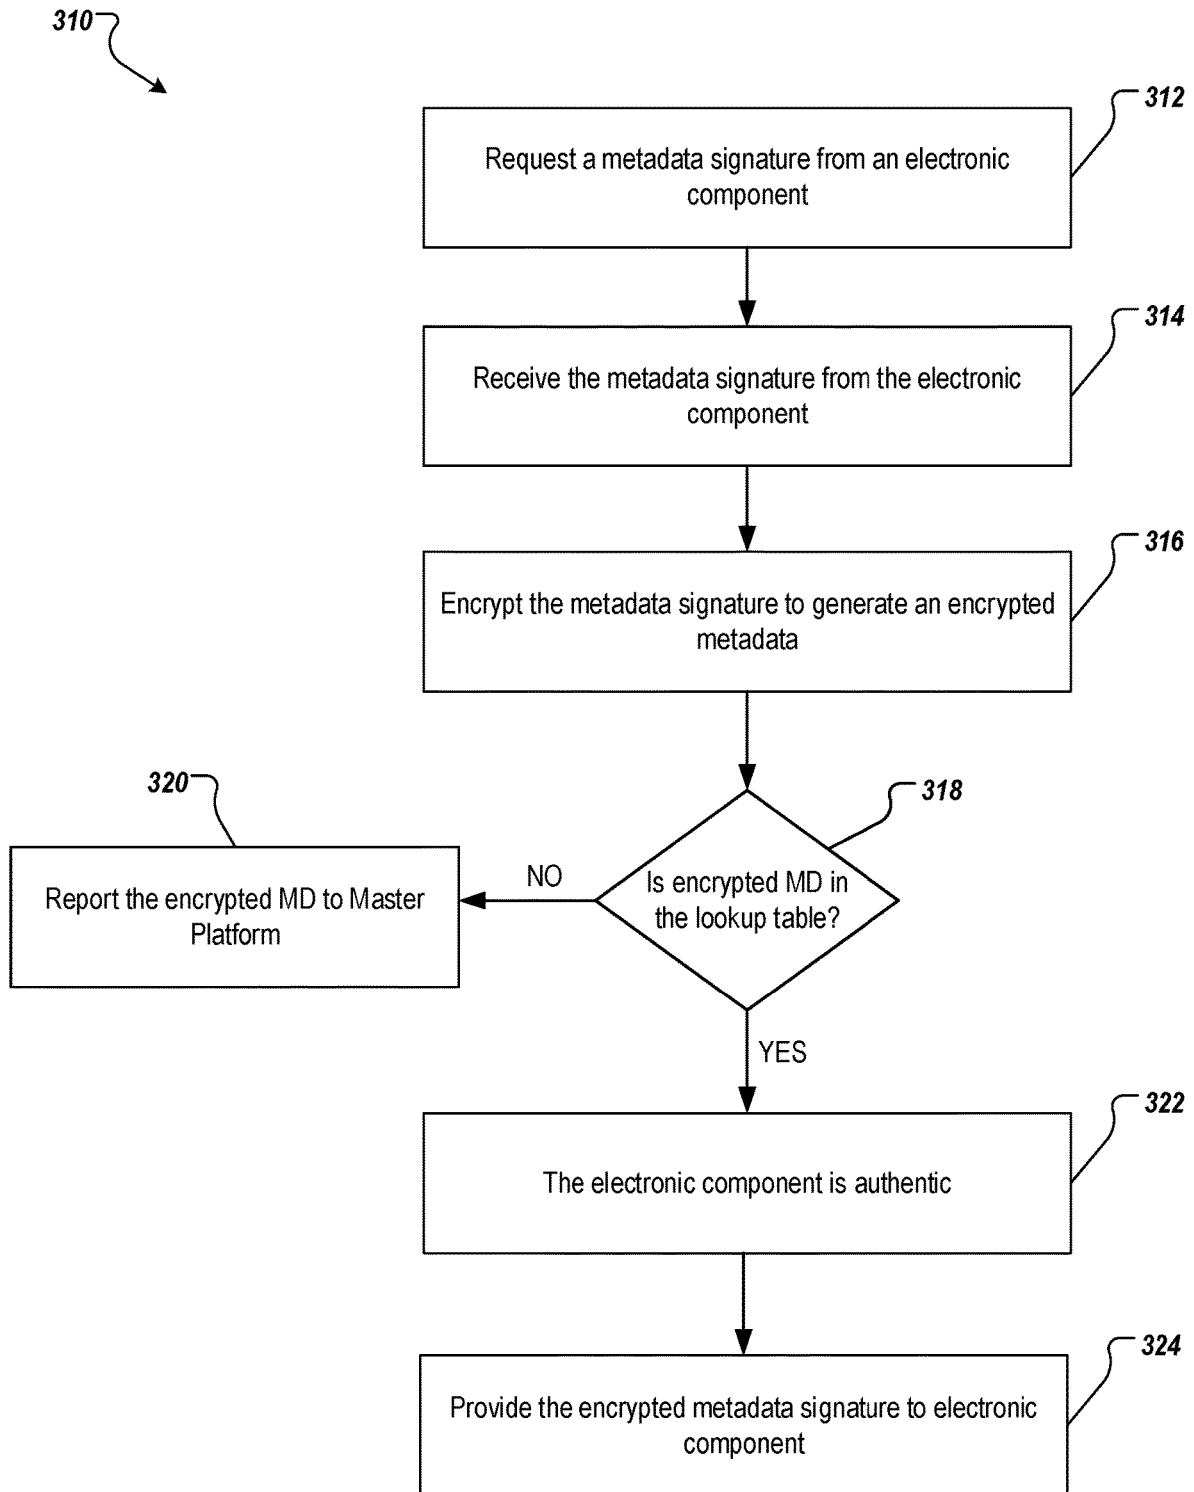 310
312
Request a metadata signature from an electronic
component
314
Receive the metadata signature from the electronic
component
316
Encrypt the metadata signature to generate an encrypted
metadata
320
318
Report the encrypted MD to Master
Platform
NO
Is encrypted MD in
the lookup table?
YES
322
The electronic component is authentic
324
Provide the encrypted metadata signature to electronic
component